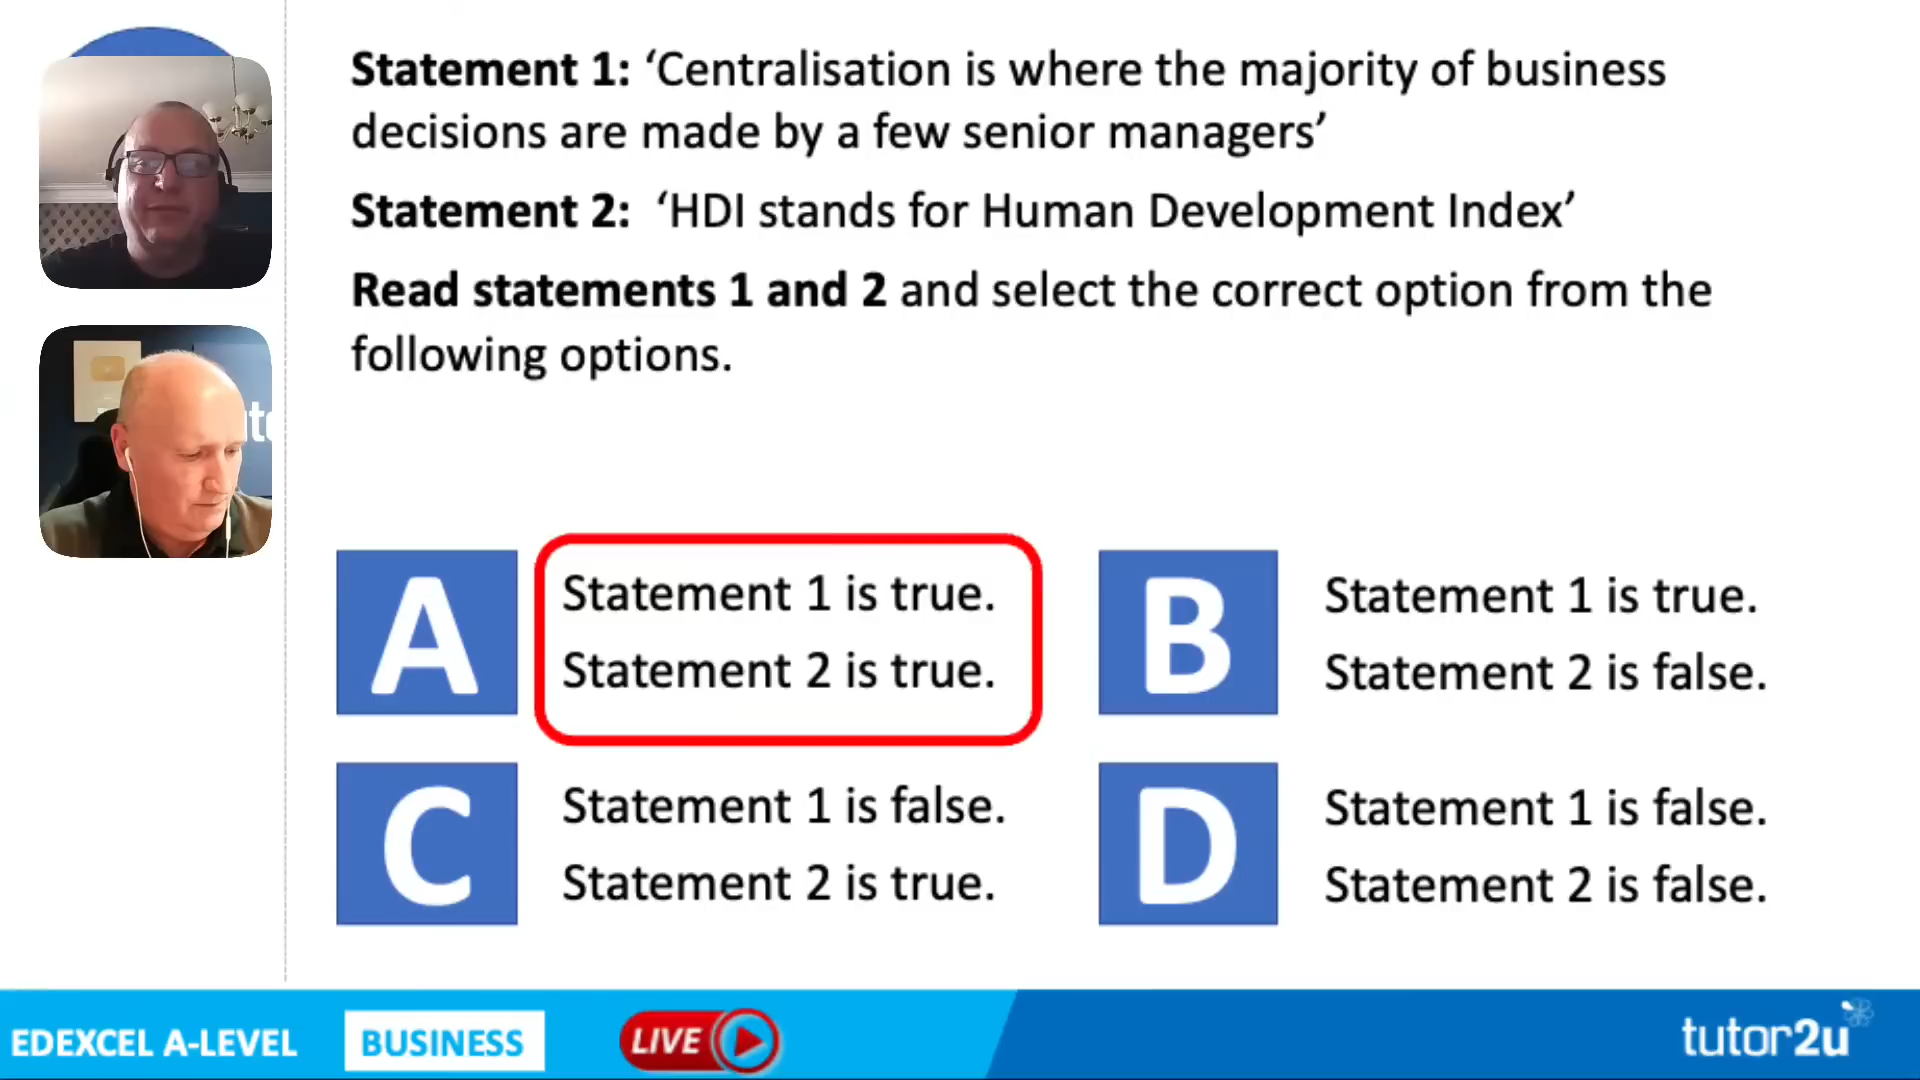 Statement 1: ‘Centralisation is where the majority of business
decisions are made by a few senior managers’
Statement 2: ‘HDI stands for Human Development Index’
Read statements 1 and 2 and select the correct option from the
following options.
A
Statement 1 is true.
Statement 2 is true.
B
Statement 1 is true.
Statement 2 is false.
C
Statement 1 is false.
Statement 2 is true.
D
Statement 1 is false.
Statement 2 is false.
EDEXCEL A-LEVEL
BUSINESS
LIVE
tutor2u